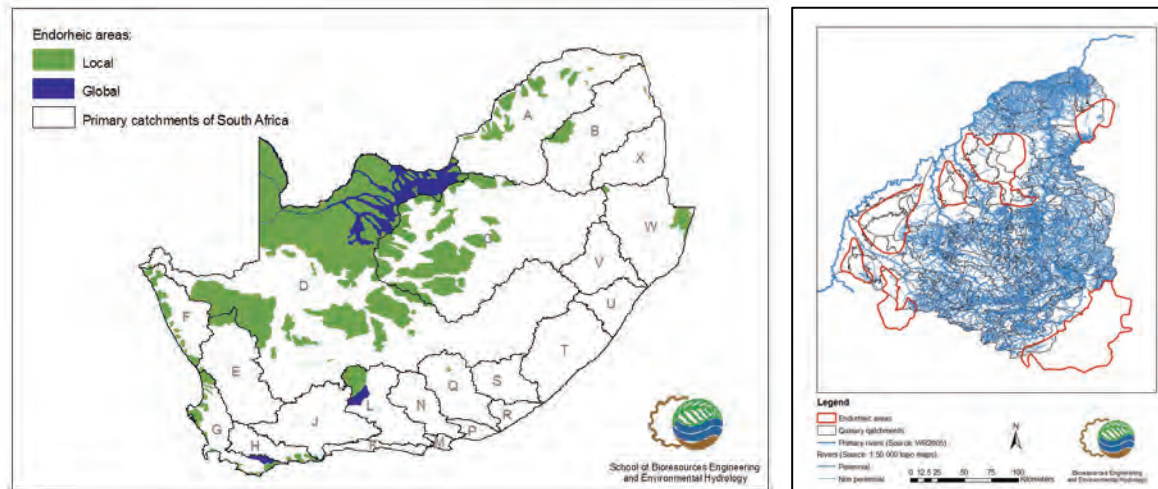 Endorheic areas:
Local
Global
Primary catchments of South Africa
A
B
X
W
C
V
U
D
T
F
E
S
Q
R
L
N
J
P
G
H
K
M
School of Bioresources Engineering
and Environmental Hydrology
Legend
Endorheic areas
Quinary catchments
Primary rivers (Source: WR2005)
Rivers (Source: 1:50 000 topo maps)
Perennial
Non perennial
N
0 12.5 25 50 75 100
Kilometers
Bioresources Engineering
and Environmental Hydrology